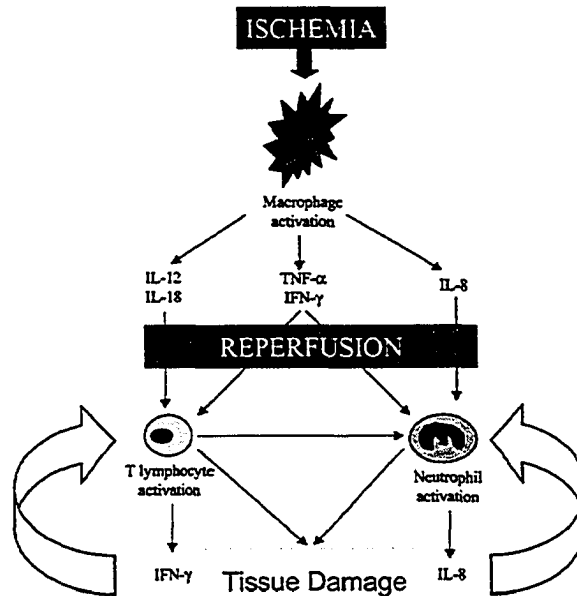 ISCHEMIA
Macrophage
activation
IL-12
IL-18
TNF-α
IFN-γ
IL-8
REPERFUSION
T lymphocyte
activation
Neutrophil
activation
IFN-γ
Tissue Damage
IL-8